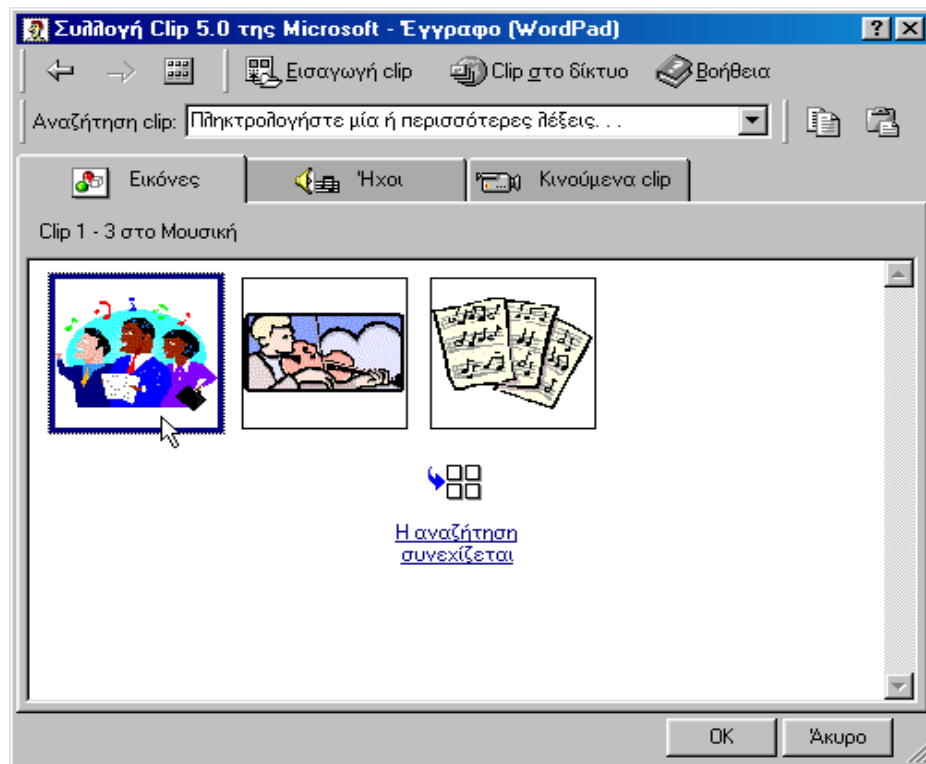 Συλλογή Clip 5.0 της Microsoft - Έγγραφο (WordPad)
Εισαγωγή clip Clip στο δίκτυο Βοήθεια
Αναζήτηση clip: Πληκτρολογήστε μία ή περισσότερες λέξεις. . .
Εικόνες Ήχοι Κινούμενα clip
Clip 1 - 3 στο Μουσική
Η αναζήτηση
συνεχίζεται
OK Άκυρο